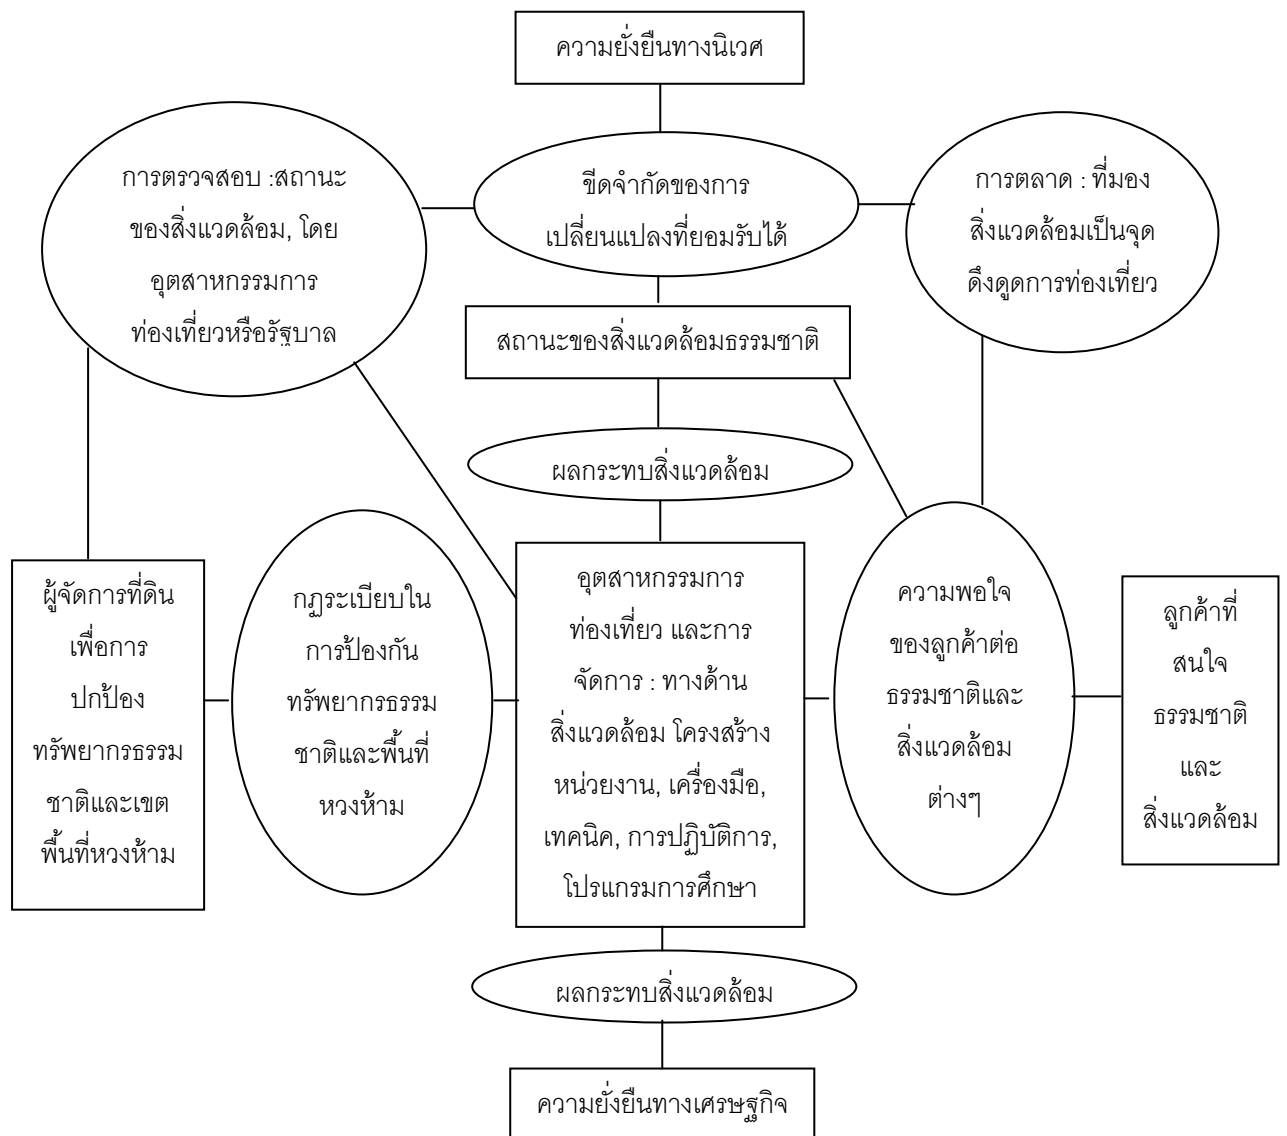 ความยั่งยืนทางนิเวศ
การตรวจสอบ :สถานะ
ของสิ่งแวดล้อม, โดย
อุตสาหกรรมการ
ท่องเที่ยวหรือรัฐบาล
ขีดจำกัดของการ
เปลี่ยนแปลงที่ยอมรับได้
การตลาด : ที่มอง
สิ่งแวดล้อมเป็นจุด
ดึงดูดการท่องเที่ยว
สถานะของสิ่งแวดล้อมธรรมชาติ
ผลกระทบสิ่งแวดล้อม
ผู้จัดการที่ดิน
เพื่อการ
ปกป้อง
ทรัพยากรธรรม
ชาติและเขต
พื้นที่หวงห้าม
กฎระเบียบใน
การป้องกัน
ทรัพยากรธรรม
ชาติและพื้นที่
หวงห้าม
อุตสาหกรรมการ
ท่องเที่ยว และการ
จัดการ : ทางด้าน
สิ่งแวดล้อม โครงสร้าง
หน่วยงาน, เครื่องมือ,
เทคนิค, การปฏิบัติการ,
โปรแกรมการศึกษา
ความพอใจ
ของลูกค้าต่อ
ธรรมชาติและ
สิ่งแวดล้อม
ต่างๆ
ลูกค้าที่
สนใจ
ธรรมชาติ
และ
สิ่งแวดล้อม
ผลกระทบสิ่งแวดล้อม
ความยั่งยืนทางเศรษฐกิจ